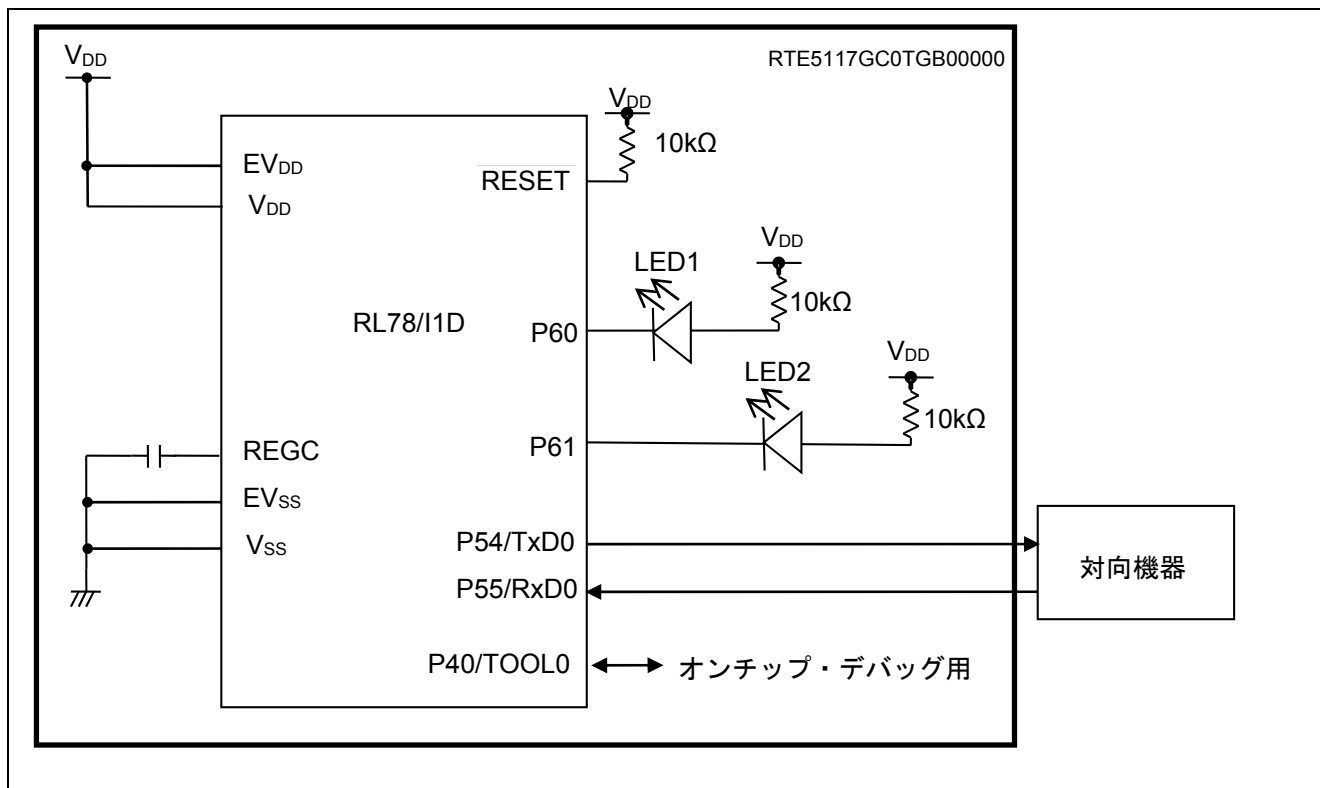 RTE5117GC0TGB00000
VDD
VDD
10kΩ
EVDD
VDD
RESET
VDD
LED1
10kΩ
RL78/I1D
P60
VDD
LED2
10kΩ
P61
REGC
EVSS
VSS
P54/TxD0
P55/RxD0
対向機器
P40/TOOL0
オンチップ・デバッグ用